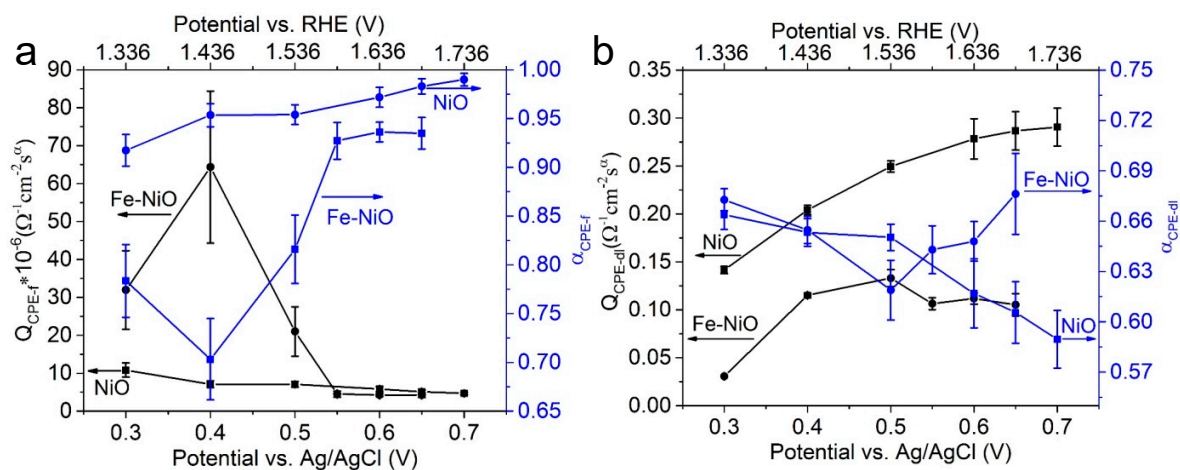 a
Potential vs. RHE (V)
1.336 1.436 1.536 1.636 1.736
90
80
70
60
50
40
30
20
10
0
Q_CPE-f*10^-6(Ω^-1cm^-2s^α)
1.00
0.95
0.90
0.85
0.80
0.75
0.70
0.65
α_CPE-f
NiO
Fe-NiO
Fe-NiO
NiO
0.3 0.4 0.5 0.6 0.7
Potential vs. Ag/AgCl (V)
b
Potential vs. RHE (V)
1.336 1.436 1.536 1.636 1.736
0.35
0.30
0.25
0.20
0.15
0.10
0.05
0.00
Q_CPE-dl(Ω^-1cm^-2s^α)
0.75
0.72
0.69
0.66
0.63
0.60
0.57
α_CPE-dl
Fe-NiO
NiO
Fe-NiO
NiO
0.3 0.4 0.5 0.6 0.7
Potential vs. Ag/AgCl (V)